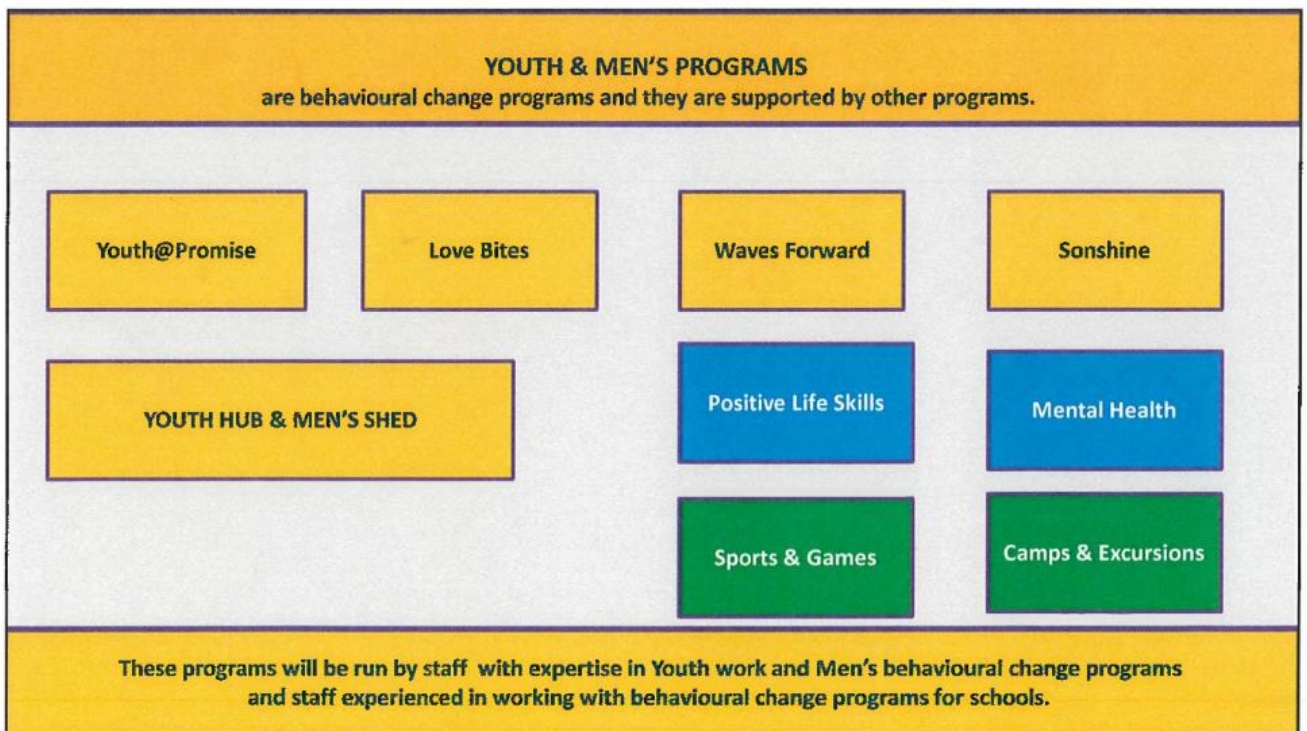 YOUTH & MEN'S PROGRAMS
are behavioural change programs and they are supported by other programs.
Youth@Promise
Love Bites
Waves Forward
Sonshine
YOUTH HUB & MEN'S SHED
Positive Life Skills
Mental Health
Sports & Games
Camps & Excursions
These programs will be run by staff with expertise in Youth work and Men's behavioural change programs
and staff experienced in working with behavioural change programs for schools.